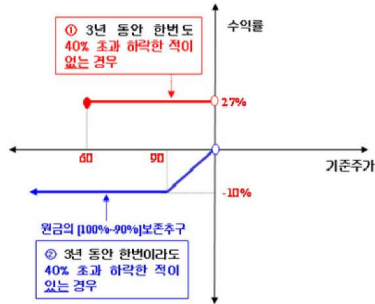 수익률
① 3년 동안 한번도
40% 초과 하락한 적이
없는 경우
27%
60
90
기준주가
-10%
원금의 [100%~90%]보존추구
② 3년 동안 한번이라도
40% 초과 하락한 적이
있는 경우